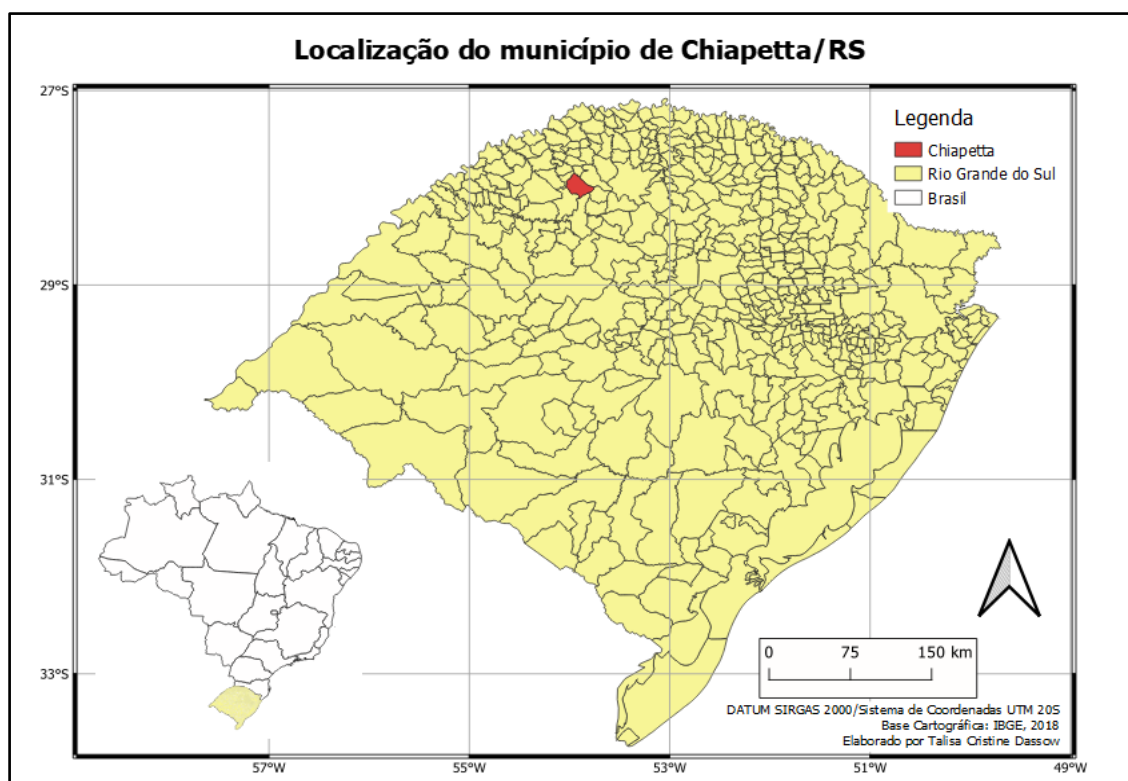 Localização do município de Chiapetta/RS
27°S
29°S
31°S
33°S
Legenda
Chiapetta
Rio Grande do Sul
Brasil
0 75 150 km
DATUM SIRGAS 2000/Sistema de Coordenadas UTM 20S
Base Cartográfica: IBGE, 2018
Elaborado por Talisa Cristine Dassow
57°W 55°W 53°W 51°W 49°W